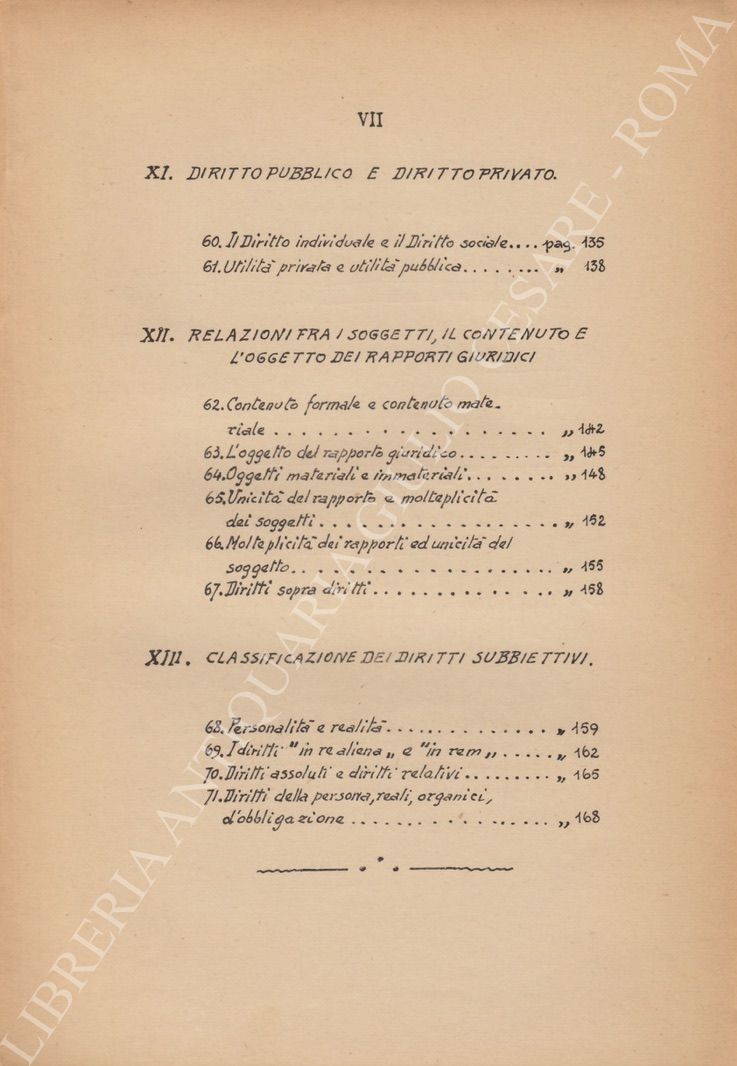 VII
XI. DIRITTO PUBBLICO E DIRITTO PRIVATO.
60. Il Diritto individuale e il Diritto sociale.... pag. 135
61. Utilità privata e utilità pubblica........ „ 138
XII. RELAZIONI FRA I SOGGETTI, IL CONTENUTO E
L'OGGETTO DEI RAPPORTI GIURIDICI
62. Contenuto formale e contenuto mate-
riale ..................... „ 142
63. L'oggetto del rapporto giuridico......... „ 145
64. Oggetti materiali e immateriali........ „ 148
65. Unicità del rapporto e molteplicità
dei soggetti .................. „ 152
66. Molteplicità dei rapporti ed unicità del
soggetto.................... „ 155
67. Diritti sopra diritti .............. „ 158
XIII. CLASSIFICAZIONE DEI DIRITTI SUBBIETTIVI.
68. Personalità e realità.............. „ 159
69. I diritti "in re aliena„ e "in rem„ ...... „ 162
70. Diritti assoluti e diritti relativi ......... „ 165
71. Diritti della persona, reali, organici,
d'obbligazione ................ „ 168
LIBRERIA ANTIQUARIA GIULIO CESARE - ROMA